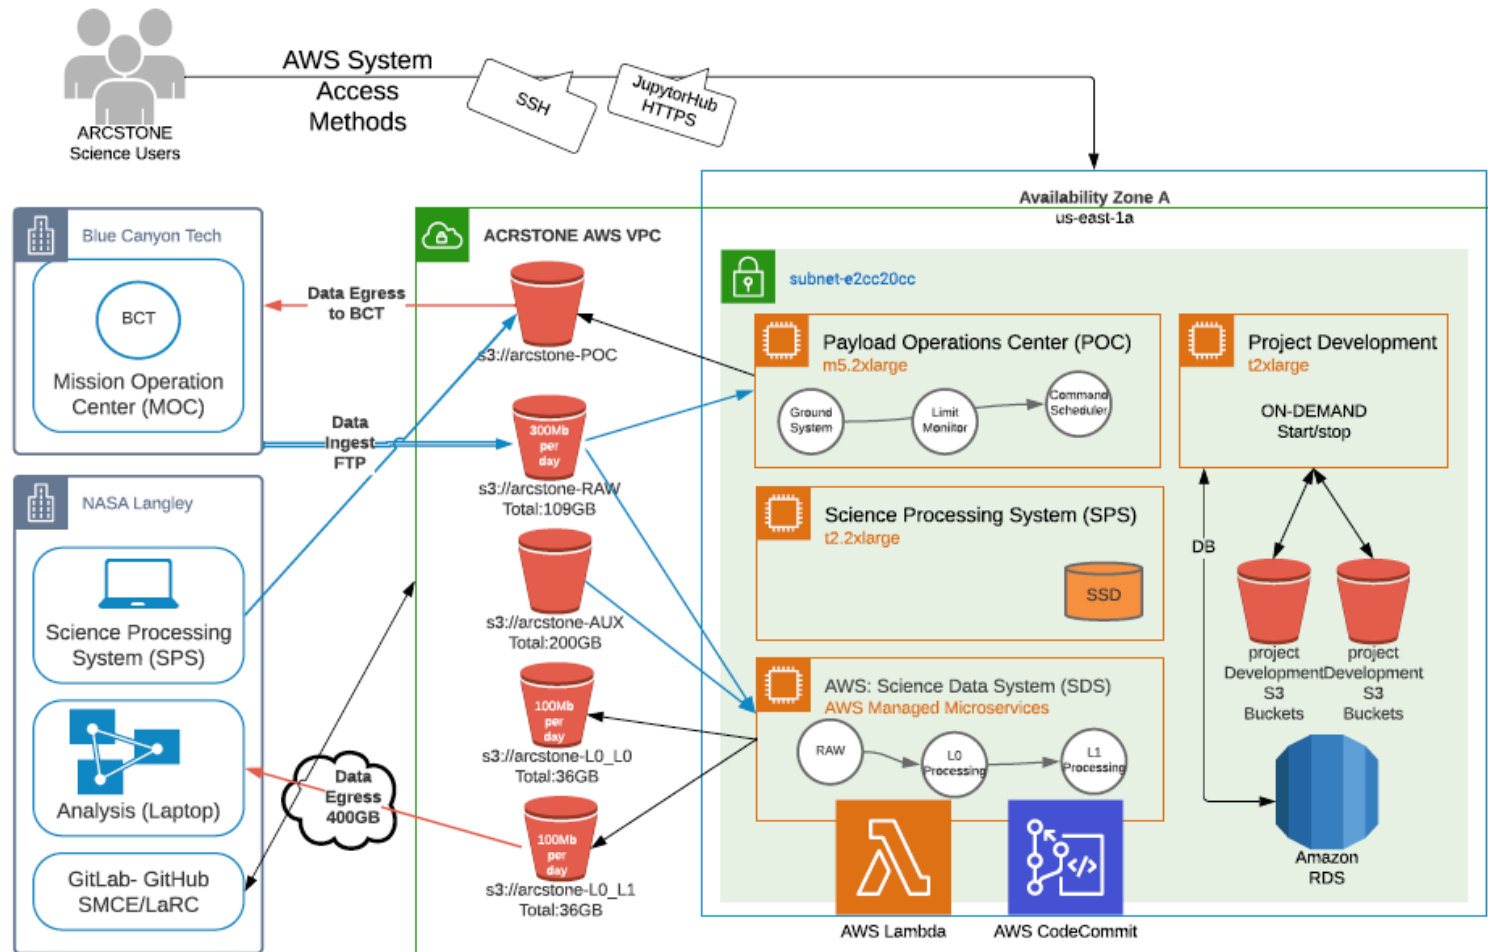 AWS System
Access
Methods
SSH
JupytorHub
HTTPS
ARCSTONE
Science Users
Availability Zone A
us-east-1a
Blue Canyon Tech
BCT
Mission Operation
Center (MOC)
NASA Langley
Science Processing
System (SPS)
Analysis (Laptop)
GitLab- GitHub
SMCE/LaRC
Data Egress
to BCT
Data
Ingest
FTP
Data
Egress
400GB
ACRSTONE AWS VPC
s3://arcstone-POC
300Mb
per
day
s3://arcstone-RAW
Total:109GB
s3://arcstone-AUX
Total:200GB
100Mb
per
day
s3://arcstone-L0_L0
Total:36GB
100Mb
per
day
s3://arcstone-L0_L1
Total:36GB
subnet-e2cc20cc
Payload Operations Center (POC)
m5.2xlarge
Ground
System
Limit
Monitor
Command
Scheduler
Science Processing System (SPS)
t2.2xlarge
SSD
AWS: Science Data System (SDS)
AWS Managed Microservices
RAW
L0
Processing
L1
Processing
AWS Lambda
AWS CodeCommit
Project Development
t2xlarge
ON-DEMAND
Start/stop
DB
project
Development
S3
Buckets
project
Development
S3
Buckets
Amazon
RDS